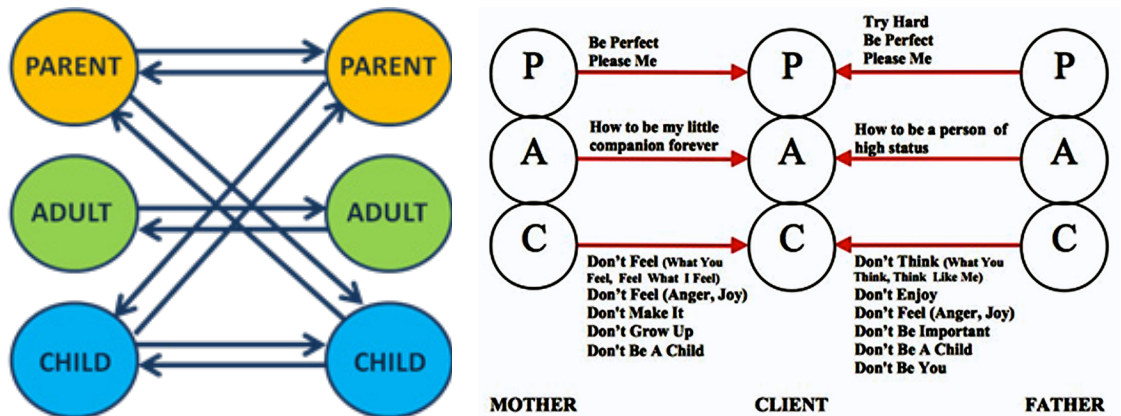 PARENT
PARENT
ADULT
ADULT
CHILD
CHILD
P
Be Perfect
Please Me
P
Try Hard
Be Perfect
Please Me
P
A
How to be my little
companion forever
A
How to be a person of
high status
A
C
C
C
Don't Feel (What You
Feel, Feel What I Feel)
Don't Feel (Anger, Joy)
Don't Make It
Don't Grow Up
Don't Be A Child
Don't Think (What You
Think, Think Like Me)
Don't Enjoy
Don't Feel (Anger, Joy)
Don't Be Important
Don't Be A Child
Don't Be You
MOTHER
CLIENT
FATHER